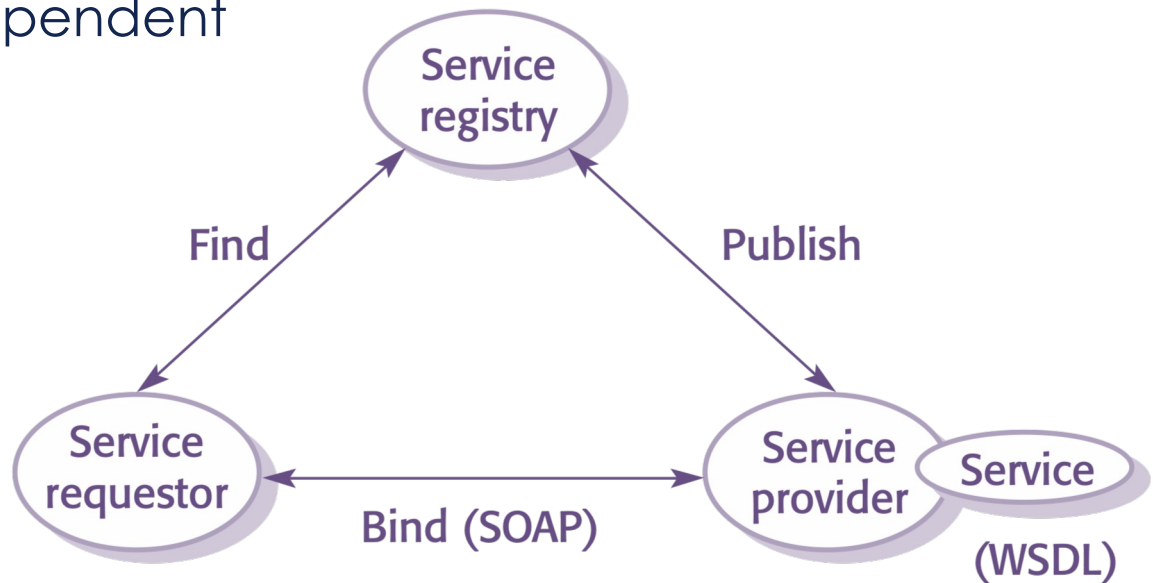 pendent
Service
registry
Find
Publish
Service
requestor
Bind (SOAP)
Service
provider
Service
(WSDL)